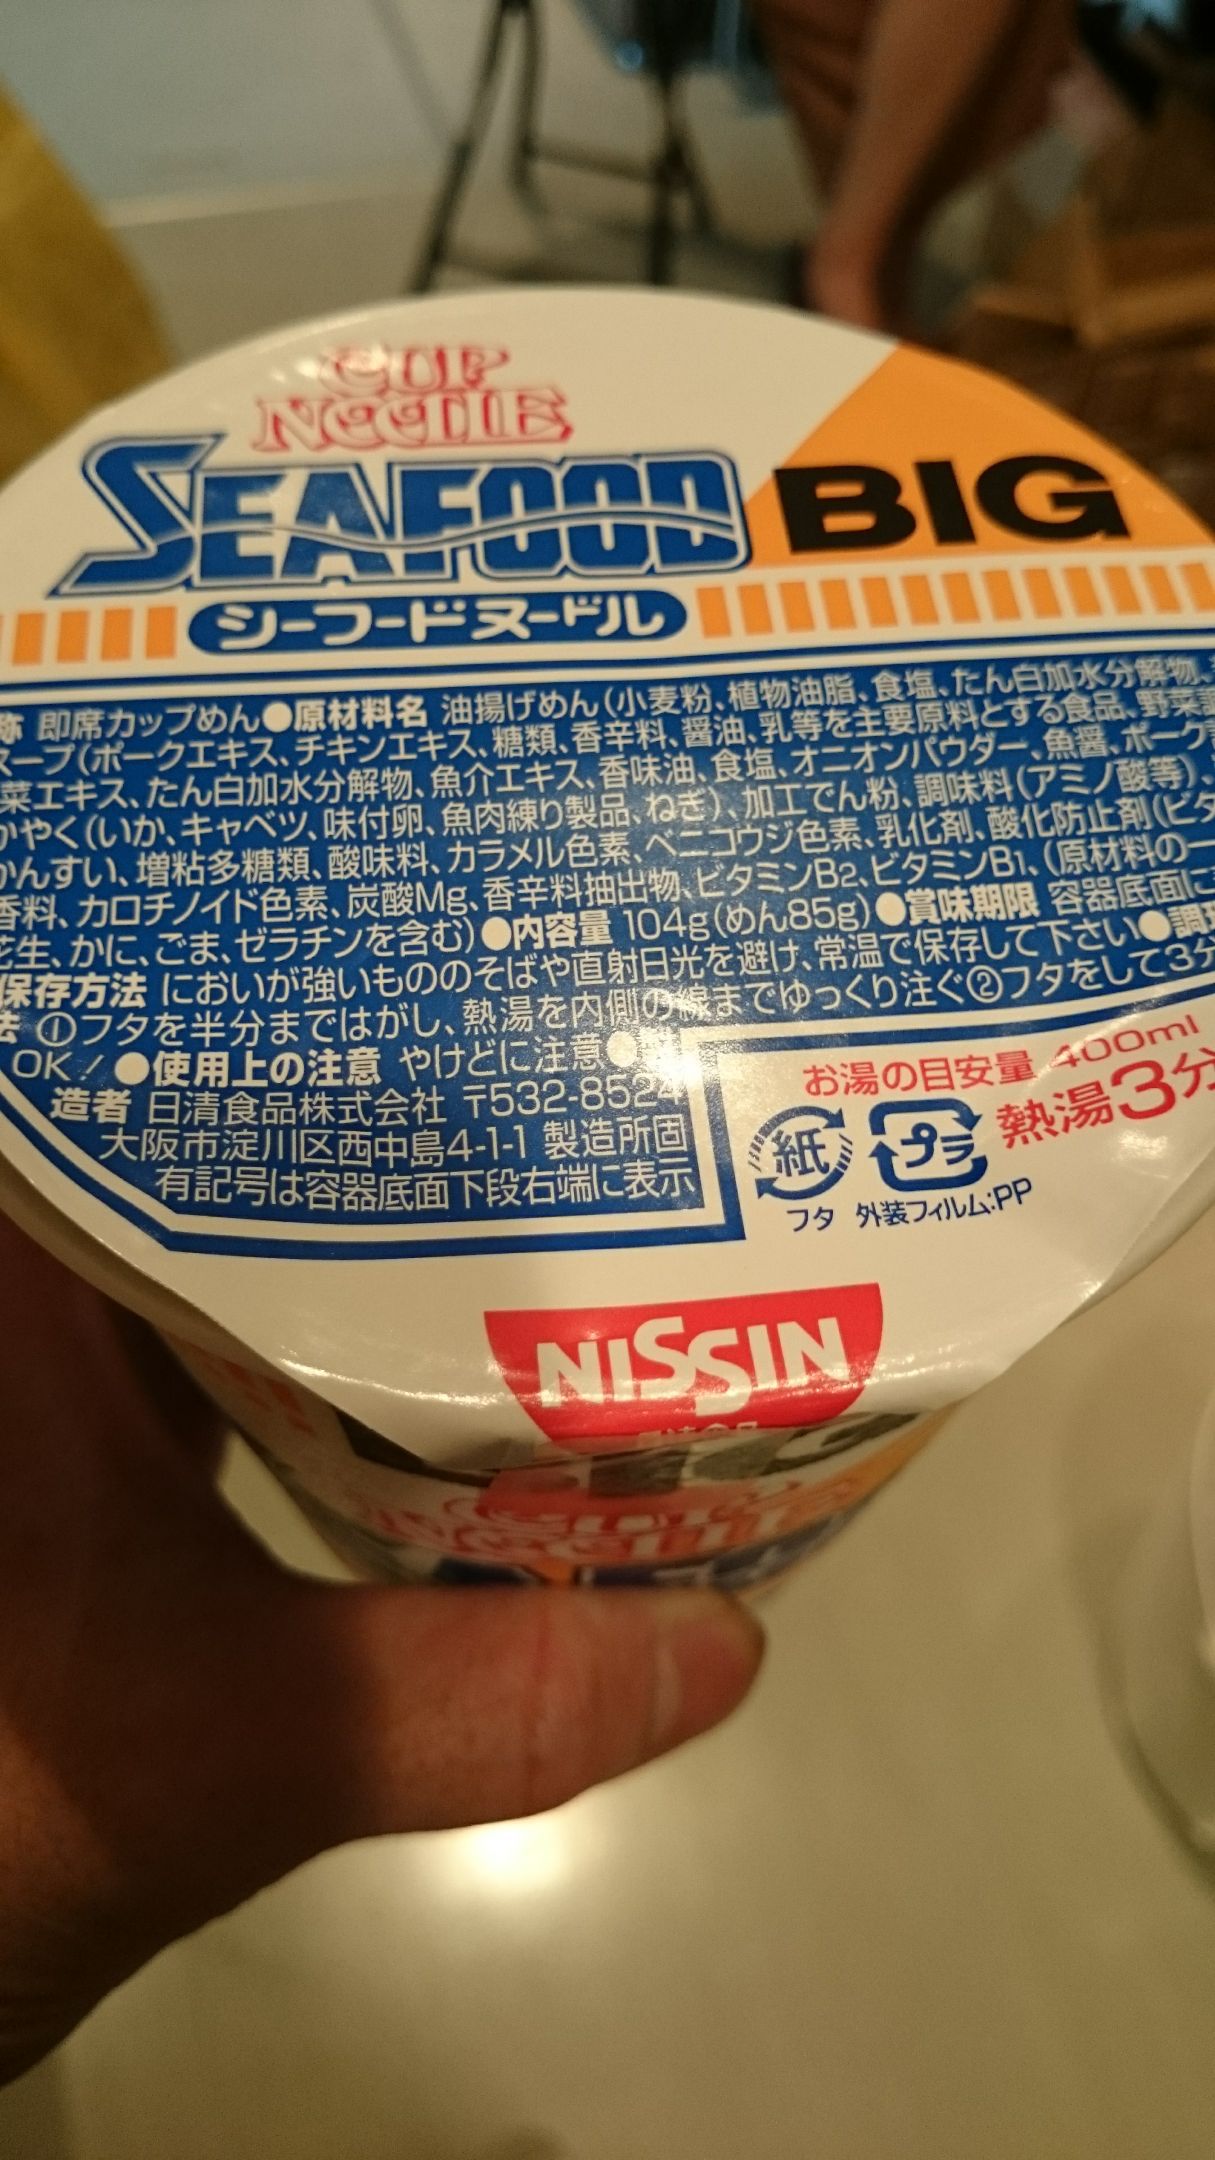 CUP
NOODLE
SEAFOOD BIG
シーフードヌードル
称 即席カップめん●原材料名 油揚げめん(小麦粉、植物油脂、食塩、たん白加水分解物、
スープ(ポークエキス、チキンエキス、糖類、香辛料、醤油、乳等を主要原料とする食品、野菜
菜エキス、たん白加水分解物、魚介エキス、香味油、食塩、オニオンパウダー、魚醤、ポーク
かやく(いか、キャベツ、味付卵、魚肉練り製品、ねぎ)、加工でん粉、調味料(アミノ酸等)、
かんすい、増粘多糖類、酸味料、カラメル色素、ベニコウジ色素、乳化剤、酸化防止剤(ビタ
香料、カロチノイド色素、炭酸Mg、香辛料抽出物、ビタミンB2、ビタミンB1、(原材料の一
花生、かに、ごま、ゼラチンを含む)●内容量 104g(めん85g)●賞味期限 容器底面に
保存方法 においが強いもののそばや直射日光を避け、常温で保存して下さい●調
法 ①フタを半分まではがし、熱湯を内側の線までゆっくり注ぐ②フタをして3分
OK!●使用上の注意 やけどに注意●
造者 日清食品株式会社 〒532-8524
大阪市淀川区西中島4-1-1 製造所固
有記号は容器底面下段右端に表示
お湯の目安量 400ml
熱湯3分
紙 プラ
フタ 外装フィルム:PP
NISSIN